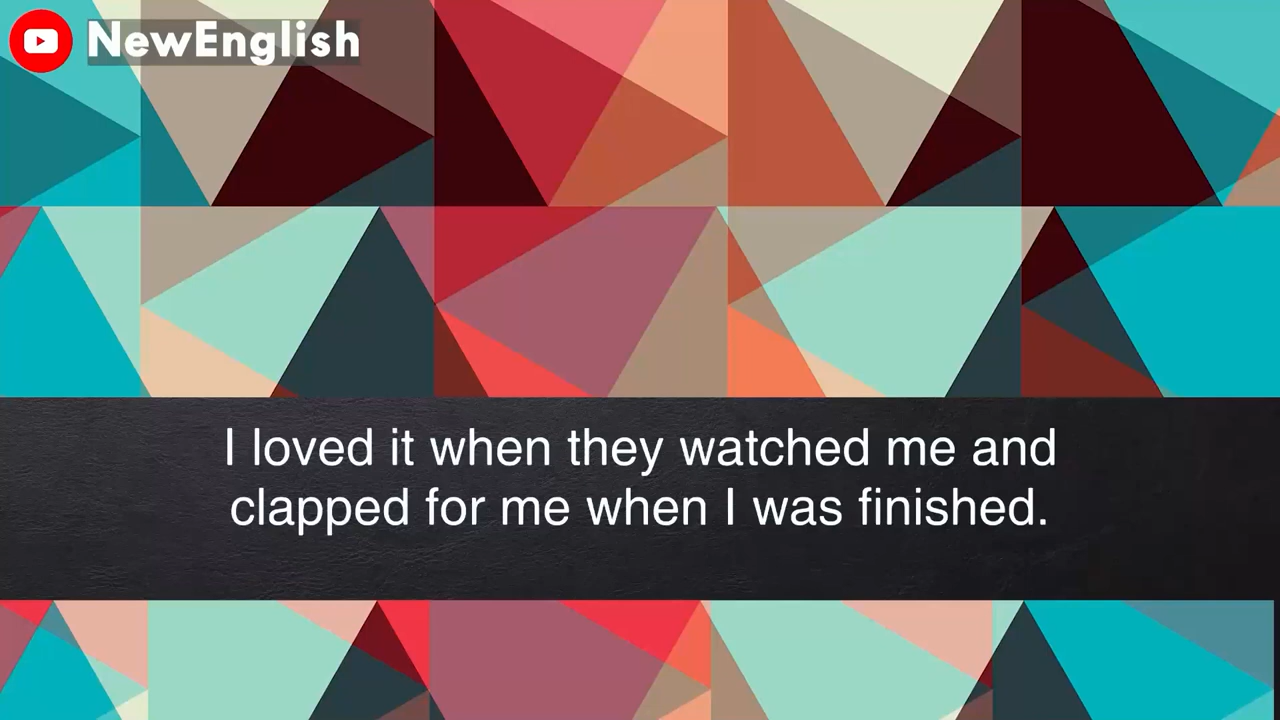 NewEnglish
I loved it when they watched me and
clapped for me when I was finished.